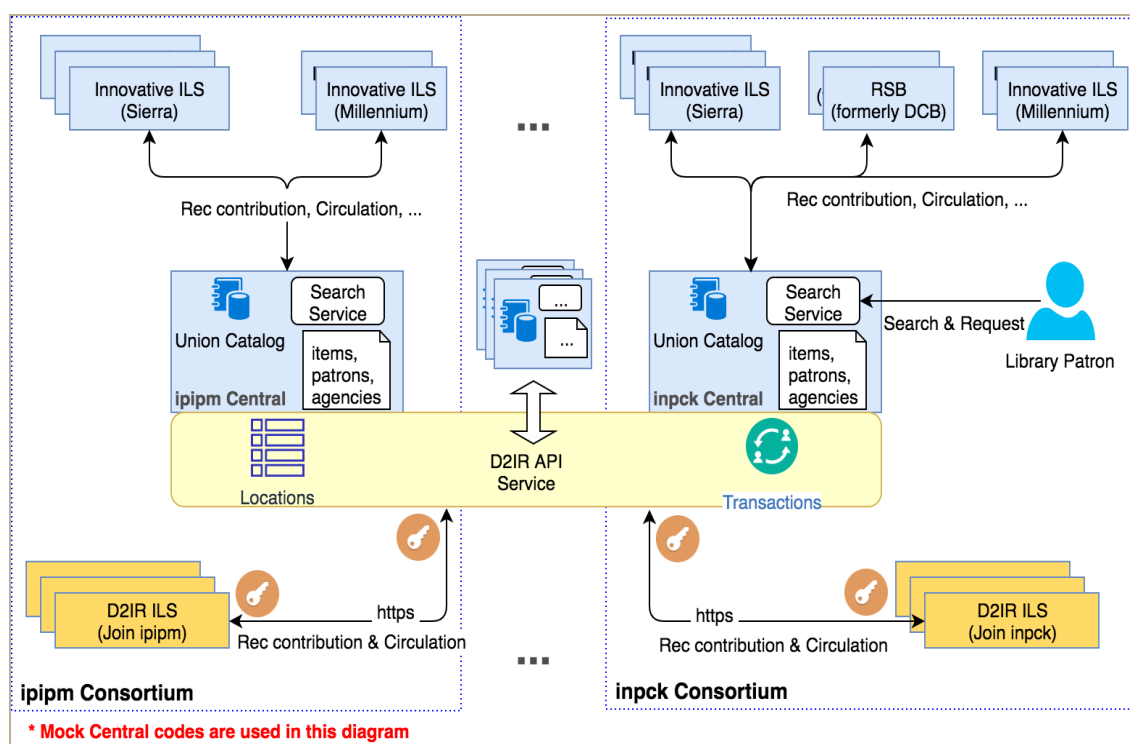 Innovative ILS
(Sierra)
Innovative ILS
(Millennium)
...
Innovative ILS
(Sierra)
RSB
(formerly DCB)
Innovative ILS
(Millennium)
Rec contribution, Circulation, ...
Rec contribution, Circulation, ...
Search
Service
Union Catalog
items,
patrons,
agencies
ipipm Central
...
...
Search
Service
Union Catalog
items,
patrons,
agencies
inpck Central
Search & Request
Library Patron
Locations
D2IR API
Service
Transactions
D2IR ILS
(Join ipipm)
https
Rec contribution & Circulation
https
Rec contribution & Circulation
D2IR ILS
(Join inpck)
...
ipipm Consortium
inpck Consortium
* Mock Central codes are used in this diagram